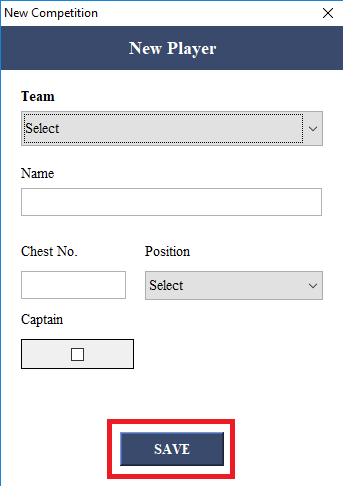 New Competition
New Player
Team
Select
Name
Chest No. Position
Select
Captain
SAVE